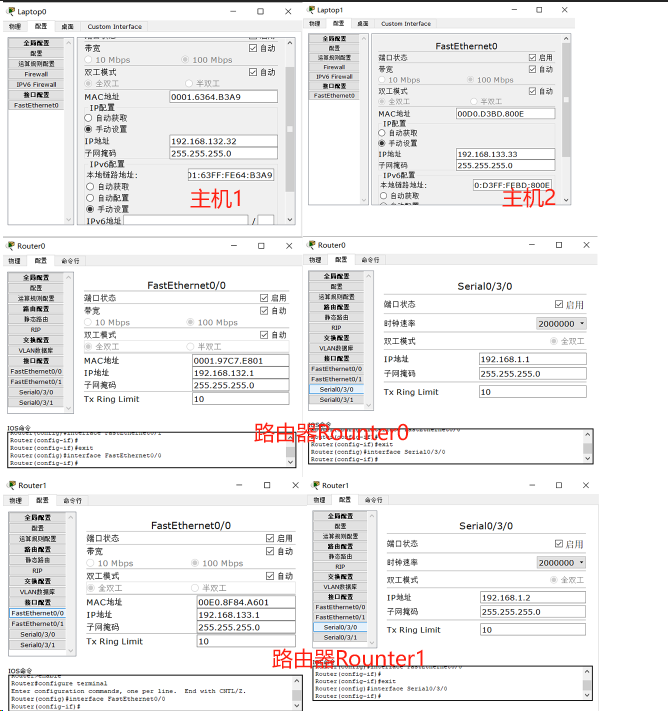 Laptop0
物理 配置 桌面 Custom Interface
全局配置
配置
运算规则配置
Firewall
IPV6 Firewall
接口配置
FastEthernet0
带宽 自动
10 Mbps 100 Mbps
双工模式 自动
全双工 半双工
MAC地址 0001.6364.B3A9
IP配置
自动获取
手动设置
IP地址 192.168.132.32
子网掩码 255.255.255.0
IPv6配置
本地链路地址: 01:63FF:FE64:B3A9
自动获取
自动配置
手动设置
IPv6地址 /
主机1
Laptop1
物理 配置 桌面 Custom Interface
全局配置
配置
运算规则配置
Firewall
IPV6 Firewall
接口配置
FastEthernet0
FastEthernet0
端口状态 启用
带宽 自动
10 Mbps 100 Mbps
双工模式 自动
全双工 半双工
MAC地址 00D0.D3BD.800E
IP配置
自动获取
手动设置
IP地址 192.168.133.33
子网掩码 255.255.255.0
IPv6配置
本地链路地址: 0:D3FF:FEBD:800E
自动获取
主机2
Router0
物理 配置 命令行
全局配置
配置
运算规则配置
路由配置
静态路由
RIP
交换配置
VLAN数据库
接口配置
FastEthernet0/0
FastEthernet0/1
Serial0/3/0
Serial0/3/1
FastEthernet0/0
端口状态 启用
带宽 自动
10 Mbps 100 Mbps
双工模式 自动
全双工 半双工
MAC地址 0001.97C7.E801
IP地址 192.168.132.1
子网掩码 255.255.255.0
Tx Ring Limit 10
IOS命令
Router(config)#interface FastEthernet0/1
Router(config-if)#
Router(config-if)#exit
Router(config)#interface FastEthernet0/0
Router(config-if)#
Router0
物理 配置 命令行
全局配置
配置
运算规则配置
路由配置
静态路由
RIP
交换配置
VLAN数据库
接口配置
FastEthernet0/0
FastEthernet0/1
Serial0/3/0
Serial0/3/1
Serial0/3/0
端口状态 启用
时钟速率 2000000
双工模式 全双工
IP地址 192.168.1.1
子网掩码 255.255.255.0
Tx Ring Limit 10
IOS命令
Router(config-if)#
Router(config-if)#exit
Router(config)#interface Serial0/3/0
Router(config-if)#
路由器Rounter0
Router1
物理 配置 命令行
全局配置
配置
运算规则配置
路由配置
静态路由
RIP
交换配置
VLAN数据库
接口配置
FastEthernet0/0
FastEthernet0/1
Serial0/3/0
Serial0/3/1
FastEthernet0/0
端口状态 启用
带宽 自动
10 Mbps 100 Mbps
双工模式 自动
全双工 半双工
MAC地址 00E0.8F84.A601
IP地址 192.168.133.1
子网掩码 255.255.255.0
Tx Ring Limit 10
IOS命令
Router>enable
Router#configure terminal
Enter configuration commands, one per line. End with CNTL/Z.
Router(config)#interface FastEthernet0/0
Router(config-if)#
Router1
物理 配置 命令行
全局配置
配置
运算规则配置
路由配置
静态路由
RIP
交换配置
VLAN数据库
接口配置
FastEthernet0/0
FastEthernet0/1
Serial0/3/0
Serial0/3/1
Serial0/3/0
端口状态 启用
时钟速率 2000000
双工模式 全双工
IP地址 192.168.1.2
子网掩码 255.255.255.0
Tx Ring Limit 10
Router(config)#interface FastEthernet0/0
Router(config-if)#
Router(config-if)#exit
Router(config)#interface Serial0/3/0
Router(config-if)#
路由器Rounter1